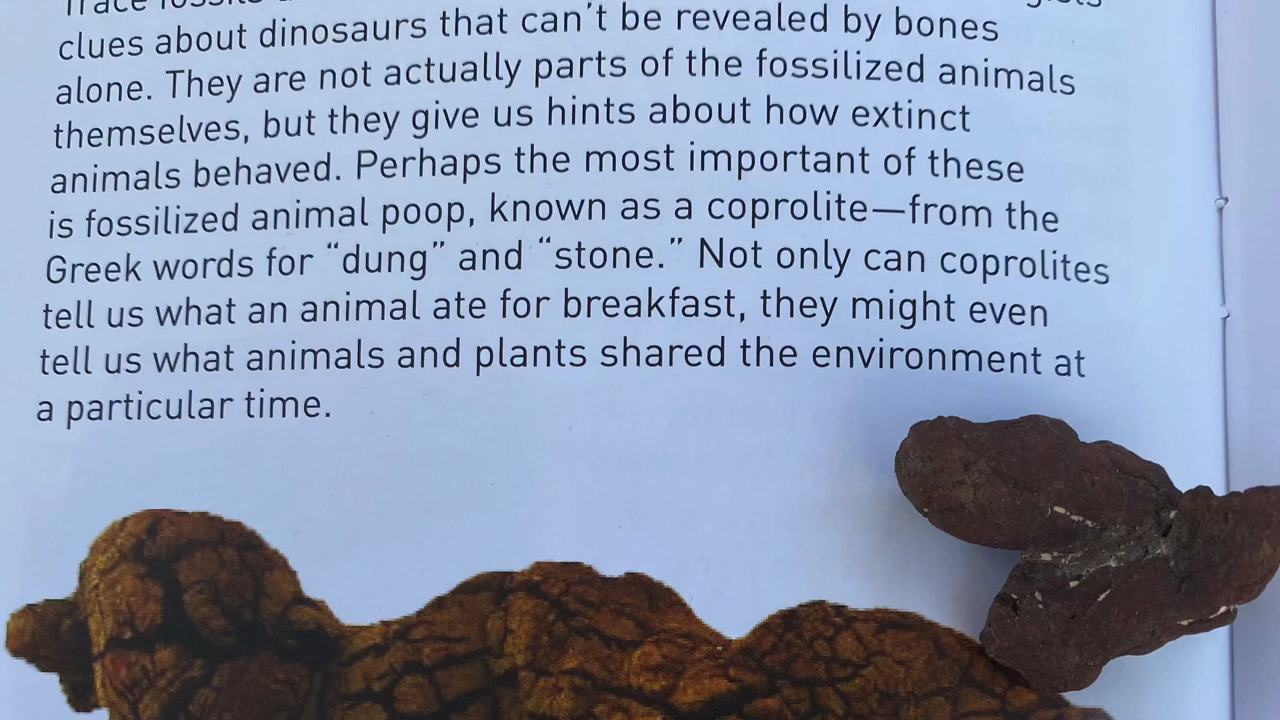 clues about dinosaurs that can't be revealed by bones
alone. They are not actually parts of the fossilized animals
themselves, but they give us hints about how extinct
animals behaved. Perhaps the most important of these
is fossilized animal poop, known as a coprolite—from the
Greek words for “dung” and “stone.” Not only can coprolites
tell us what an animal ate for breakfast, they might even
tell us what animals and plants shared the environment at
a particular time.